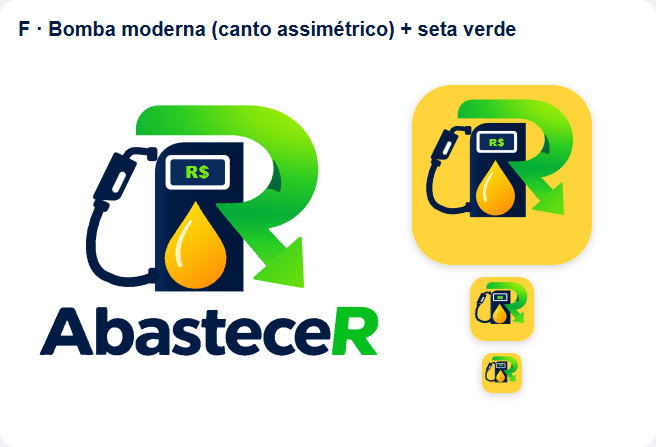 F · Bomba moderna (canto assimétrico) + seta verde
R$
AbasteceR
R$
R$